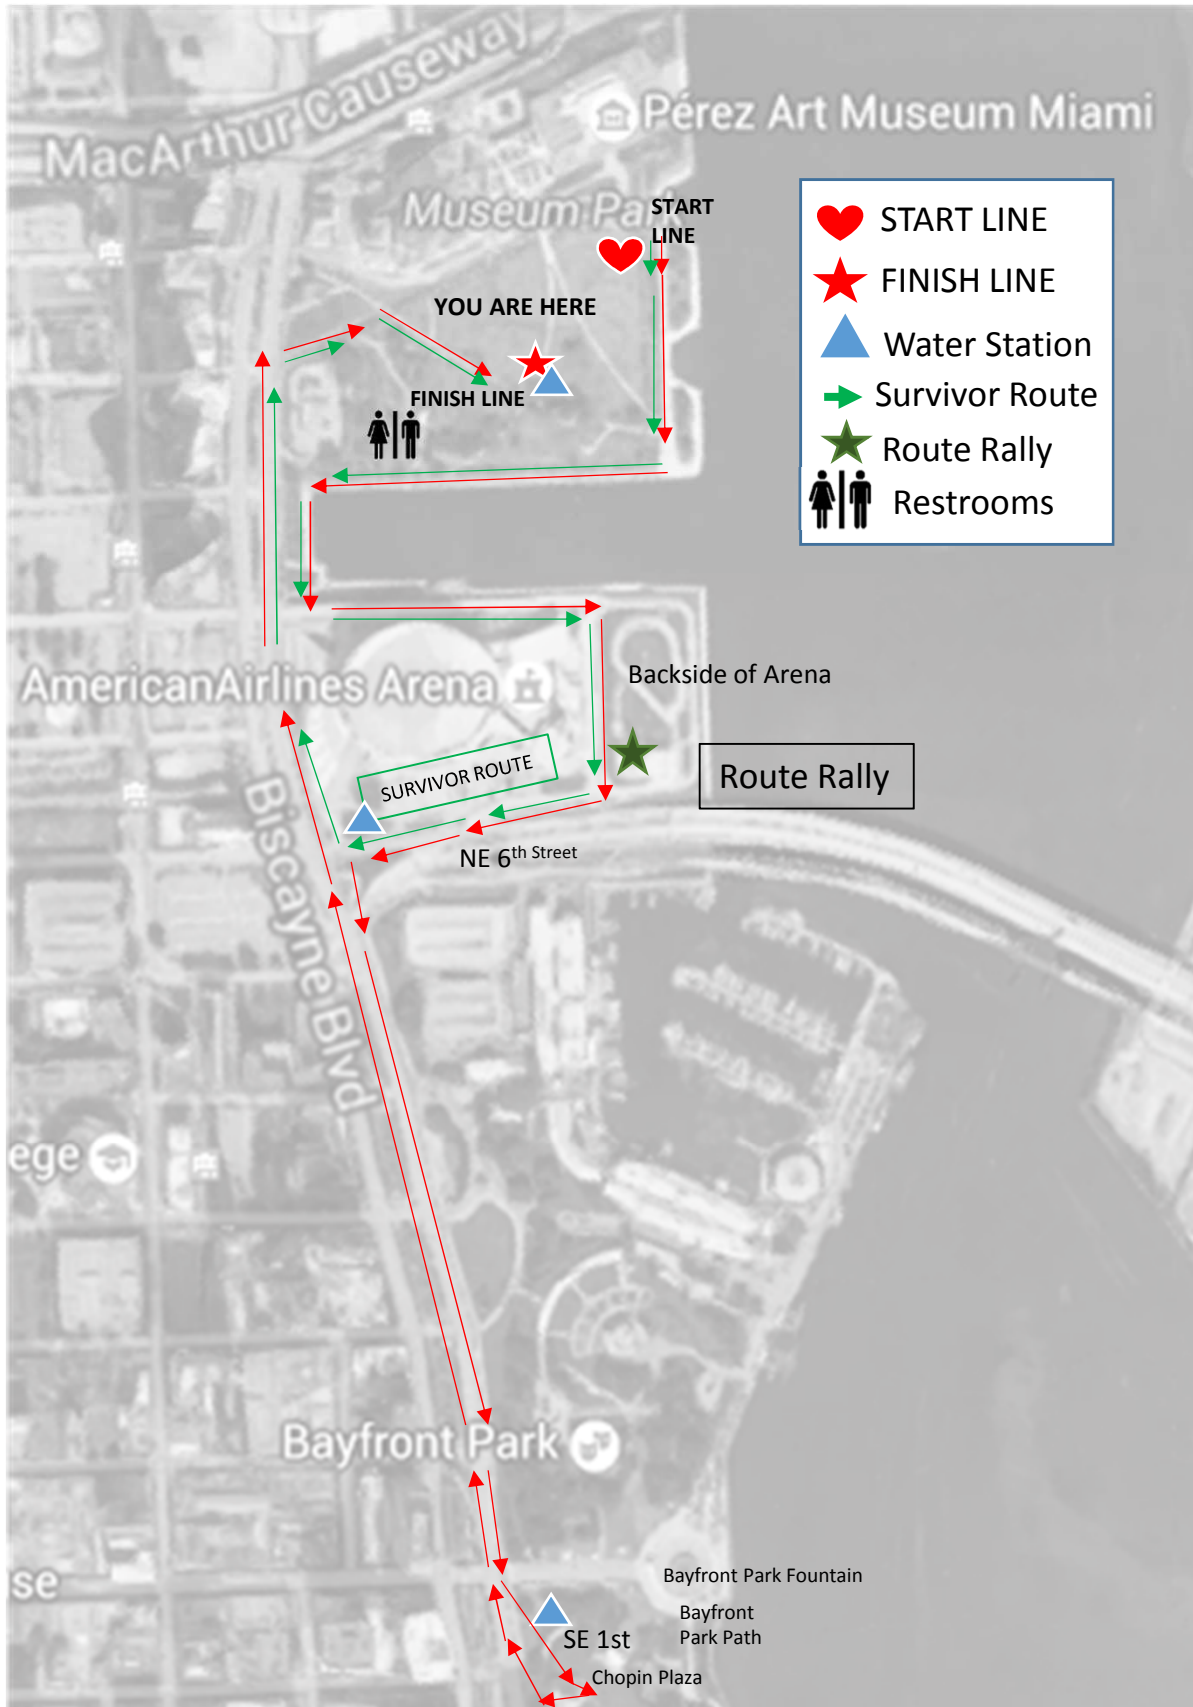 MacArthur Causeway
Pérez Art Museum Miami
Museum Park
START
LINE
START LINE
FINISH LINE
Water Station
Survivor Route
Route Rally
Restrooms
YOU ARE HERE
FINISH LINE
AmericanAirlines Arena
Backside of Arena
SURVIVOR ROUTE
Route Rally
NE 6th Street
Biscayne Blvd
ege
Bayfront Park
se
Bayfront Park Fountain
Bayfront
Park Path
SE 1st
Chopin Plaza